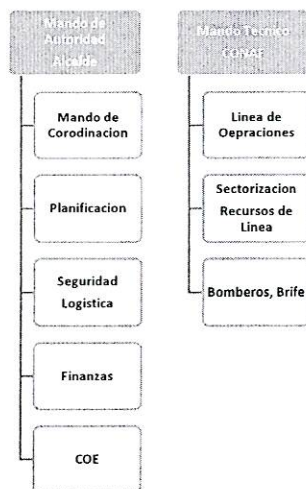 Mando de
Autoridad
Alcalde
Mando de
Corodinacion
Planificacion
Seguridad
Logistica
Finanzas
COE
Mando Tecnico
CONAF
Linea de
Oepraciones
Sectorizacion
Recursos de
Linea
Bomberos, Brife